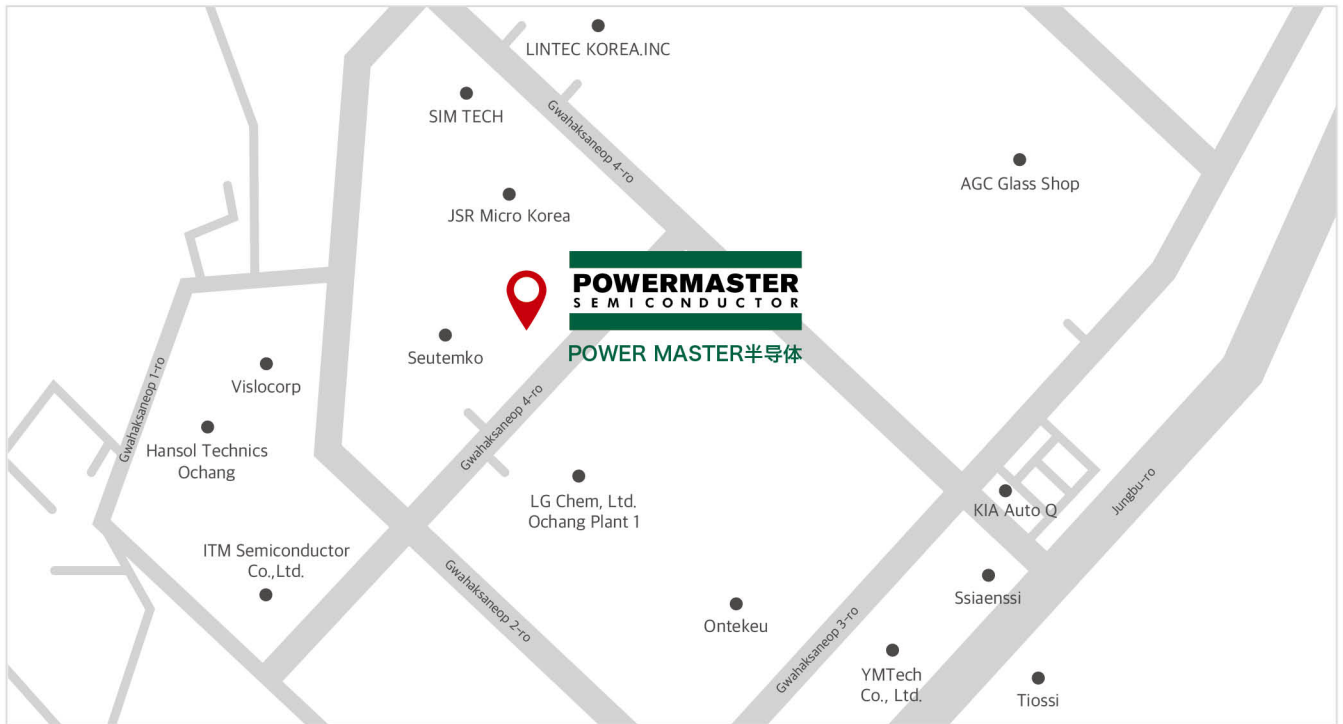 LINTEC KOREA.INC
SIM TECH
Gwahaksaneop 4-ro
AGC Glass Shop
JSR Micro Korea
POWERMASTER
SEMICONDUCTOR
POWER MASTER半导体
Seutemko
Vislocorp
Gwahaksaneop 1-ro
Gwahaksaneop 4-ro
Hansol Technics
Ochang
LG Chem, Ltd.
Ochang Plant 1
KIA Auto Q
Jungbu-ro
ITM Semiconductor
Co.,Ltd.
Gwahaksaneop 2-ro
Ssiaenssi
Ontekeu
Gwahaksaneop 3-ro
YMTech
Co., Ltd.
Tiossi